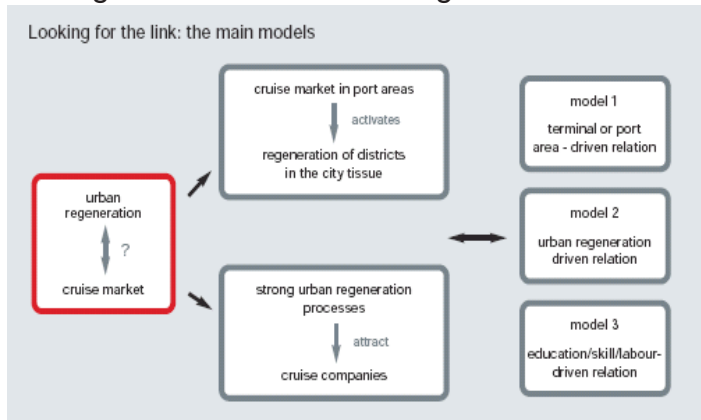 Looking for the link: the main models
urban
regeneration
?
cruise market
cruise market in port areas
activates
regeneration of districts
in the city tissue
strong urban regeneration
processes
attract
cruise companies
model 1
terminal or port
area - driven relation
model 2
urban regeneration
driven relation
model 3
education/skill/labour-
driven relation